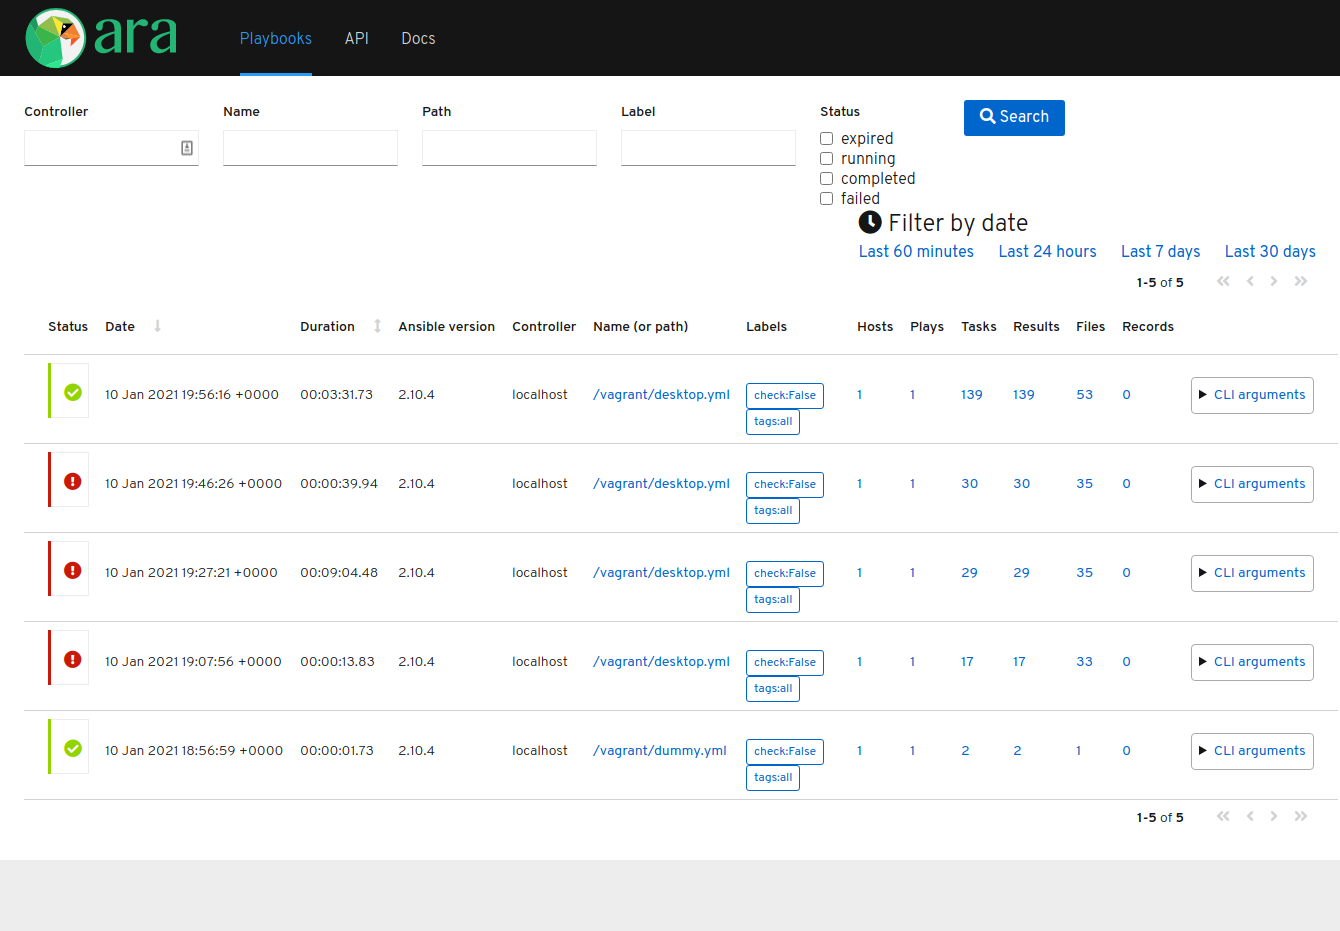 ara Playbooks API Docs
Controller Name Path Label Status Search
expired
running
completed
failed
Filter by date
Last 60 minutes Last 24 hours Last 7 days Last 30 days
1-5 of 5
Status Date Duration Ansible version Controller Name (or path) Labels Hosts Plays Tasks Results Files Records
10 Jan 2021 19:56:16 +0000 00:03:31.73 2.10.4 localhost /vagrant/desktop.yml check:False 1 1 139 139 53 0 CLI arguments
tags:all
10 Jan 2021 19:46:26 +0000 00:00:39.94 2.10.4 localhost /vagrant/desktop.yml check:False 1 1 30 30 35 0 CLI arguments
tags:all
10 Jan 2021 19:27:21 +0000 00:09:04.48 2.10.4 localhost /vagrant/desktop.yml check:False 1 1 29 29 35 0 CLI arguments
tags:all
10 Jan 2021 19:07:56 +0000 00:00:13.83 2.10.4 localhost /vagrant/desktop.yml check:False 1 1 17 17 33 0 CLI arguments
tags:all
10 Jan 2021 18:56:59 +0000 00:00:01.73 2.10.4 localhost /vagrant/dummy.yml check:False 1 1 2 2 1 0 CLI arguments
tags:all
1-5 of 5